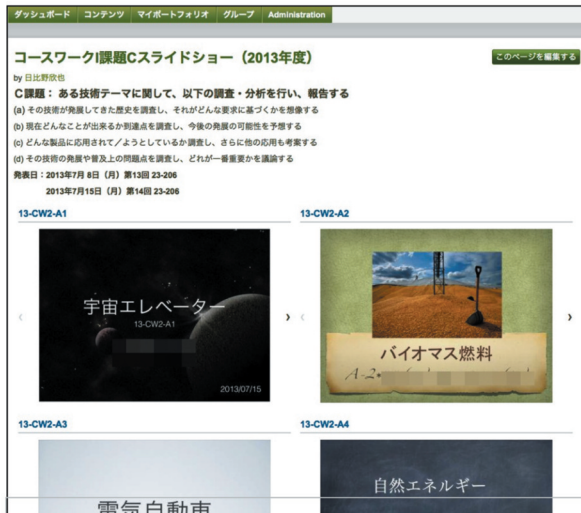 ダッシュボード コンテンツ マイポートフォリオ グループ Administration
コースワークI課題Cスライドショー（2013年度）
このページを編集する
by 日比野欣也
C課題： ある技術テーマに関して、以下の調査・分析を行い、報告する
(a) その技術が発展してきた歴史を調査し、それがどんな要求に基づくかを想像する
(b) 現在どんなことが出来るか到達点を調査し、今後の発展の可能性を予想する
(c) どんな製品に応用されて／ようとしているか調査し、さらに他の応用も考案する
(d) その技術の発展や普及上の問題点を調査し、どれが一番重要かを議論する
発表日：2013年7月 8日（月）第13回 23-206
2013年7月15日（月）第14回 23-206
13-CW2-A1
13-CW2-A2
宇宙エレベーター
13-CW2-A1
2013/07/15
バイオマス燃料
A-2
13-CW2-A3
13-CW2-A4
電気自動車
自然エネルギー